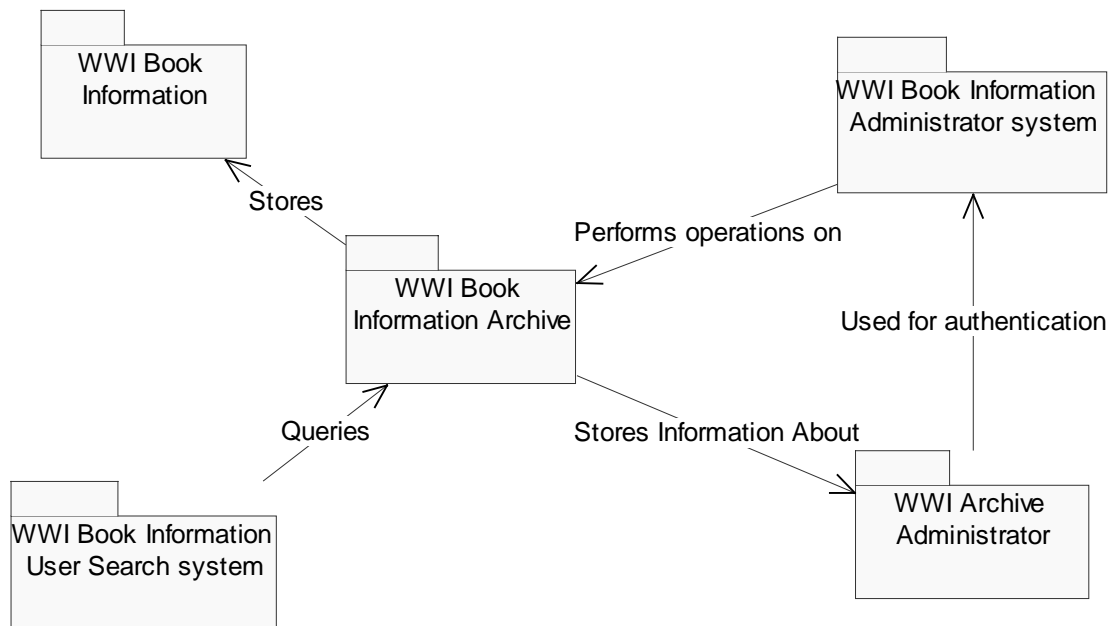 WWI Book
Information
WWI Book Information
Administrator system
Stores
Performs operations on
WWI Book
Information Archive
Used for authentication
Queries
Stores Information About
WWI Book Information
User Search system
WWI Archive
Administrator